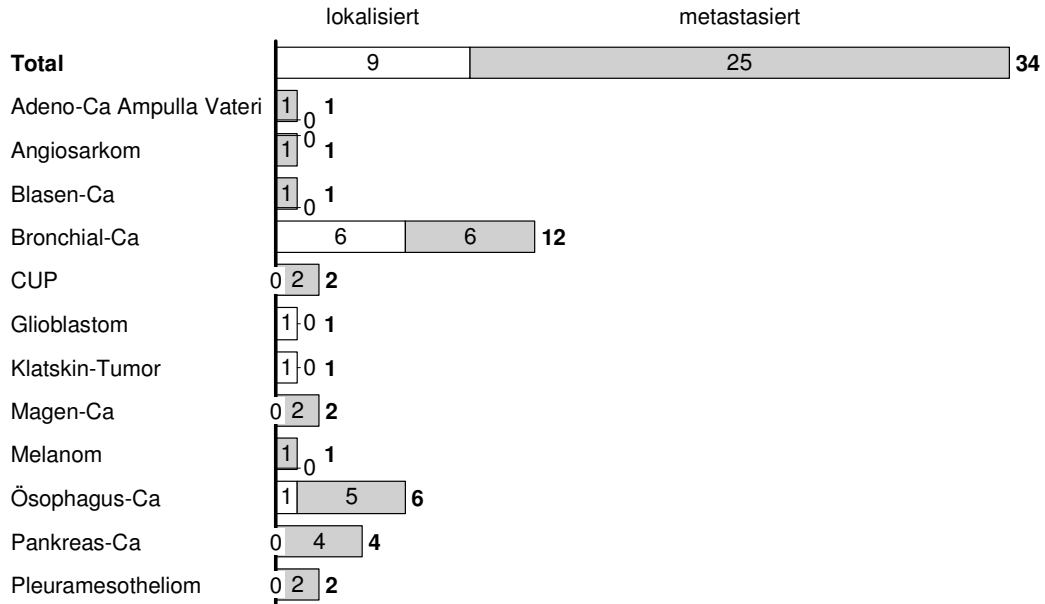 lokalisiert metastasiert
Total 9 25 34
Adeno-Ca Ampulla Vateri 1 0 1
Angiosarkom 1 0 1
Blasen-Ca 1 0 1
Bronchial-Ca 6 6 12
CUP 0 2 2
Glioblastom 1 0 1
Klatskin-Tumor 1 0 1
Magen-Ca 0 2 2
Melanom 1 0 1
Ösophagus-Ca 1 5 6
Pankreas-Ca 0 4 4
Pleuramesotheliom 0 2 2